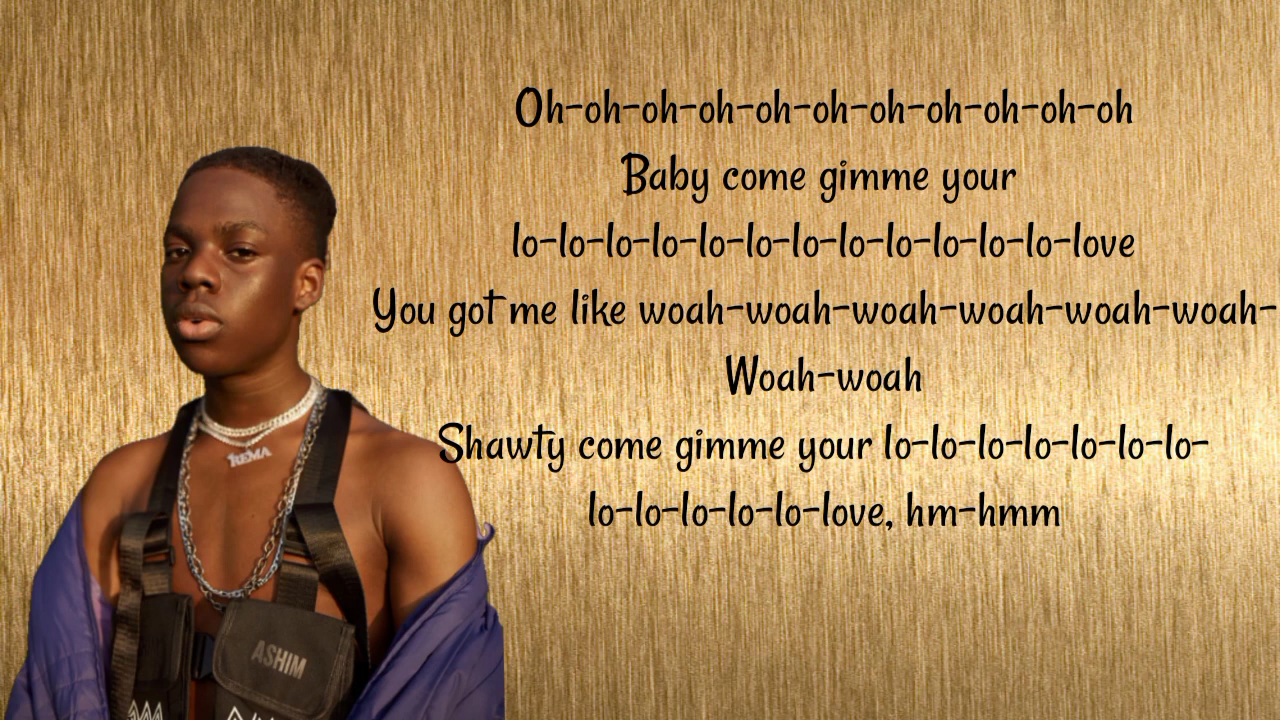 Oh-oh-oh-oh-oh-oh-oh-oh-oh-oh-oh
Baby come gimme your
lo-lo-lo-lo-lo-lo-lo-lo-lo-lo-lo-lo-love
You got me like woah-woah-woah-woah-woah-woah-
Woah-woah
Shawty come gimme your lo-lo-lo-lo-lo-lo-lo-
lo-lo-lo-lo-lo-love, hm-hmm
REMA
ASHIM